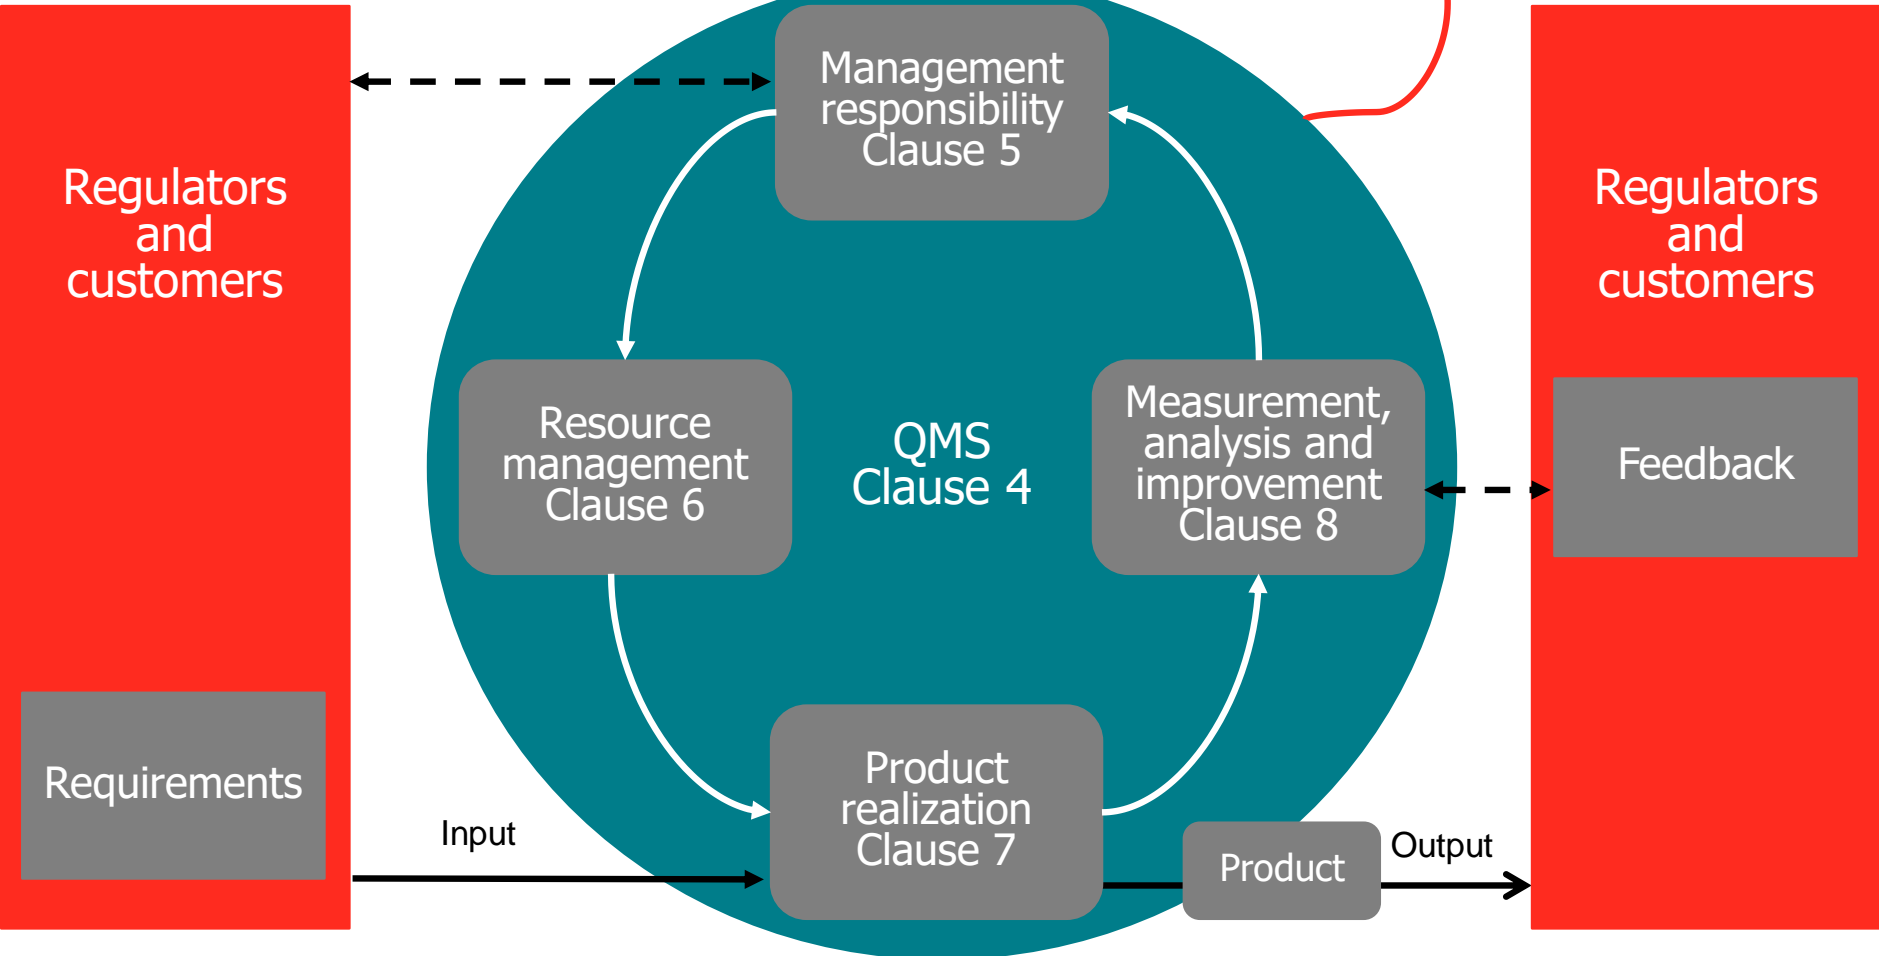 Regulators
and
customers
Requirements
Input
Management
responsibility
Clause 5
Resource
management
Clause 6
QMS
Clause 4
Measurement,
analysis and
improvement
Clause 8
Product
realization
Clause 7
Product
Output
Regulators
and
customers
Feedback